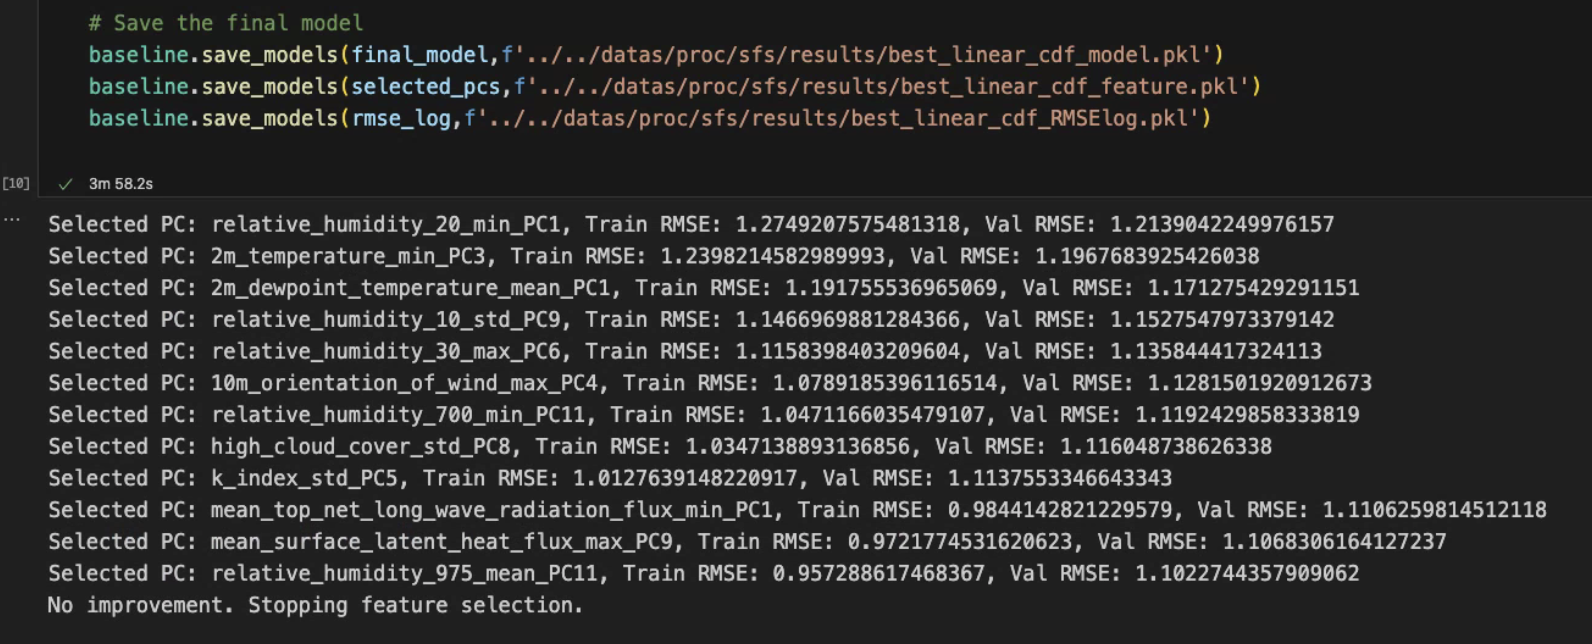 # Save the final model
baseline.save_models(final_model,f'../../datas/proc/sfs/results/best_linear_cdf_model.pkl')
baseline.save_models(selected_pcs,f'../../datas/proc/sfs/results/best_linear_cdf_feature.pkl')
baseline.save_models(rmse_log,f'../../datas/proc/sfs/results/best_linear_cdf_RMSElog.pkl')
[10] ✓ 3m 58.2s
...
Selected PC: relative_humidity_20_min_PC1, Train RMSE: 1.2749207575481318, Val RMSE: 1.2139042249976157
Selected PC: 2m_temperature_min_PC3, Train RMSE: 1.2398214582989993, Val RMSE: 1.1967683925426038
Selected PC: 2m_dewpoint_temperature_mean_PC1, Train RMSE: 1.191755536965069, Val RMSE: 1.171275429291151
Selected PC: relative_humidity_10_std_PC9, Train RMSE: 1.1466969881284366, Val RMSE: 1.1527547973379142
Selected PC: relative_humidity_30_max_PC6, Train RMSE: 1.1158398403209604, Val RMSE: 1.135844417324113
Selected PC: 10m_orientation_of_wind_max_PC4, Train RMSE: 1.0789185396116514, Val RMSE: 1.1281501920912673
Selected PC: relative_humidity_700_min_PC11, Train RMSE: 1.0471166035479107, Val RMSE: 1.1192429858333819
Selected PC: high_cloud_cover_std_PC8, Train RMSE: 1.0347138893136856, Val RMSE: 1.116048738626338
Selected PC: k_index_std_PC5, Train RMSE: 1.0127639148220917, Val RMSE: 1.1137553346643343
Selected PC: mean_top_net_long_wave_radiation_flux_min_PC1, Train RMSE: 0.9844142821229579, Val RMSE: 1.1106259814512118
Selected PC: mean_surface_latent_heat_flux_max_PC9, Train RMSE: 0.9721774531620623, Val RMSE: 1.1068306164127237
Selected PC: relative_humidity_975_mean_PC11, Train RMSE: 0.957288617468367, Val RMSE: 1.1022744357909062
No improvement. Stopping feature selection.